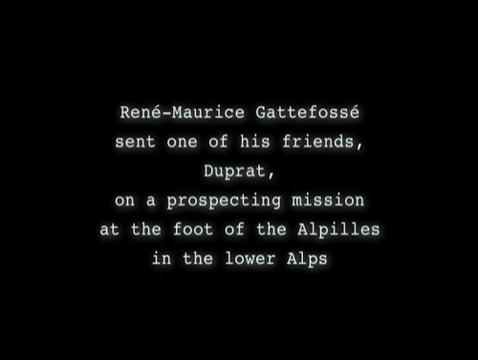 René-Maurice Gattefossé
sent one of his friends,
Duprat,
on a prospecting mission
at the foot of the Alpilles
in the lower Alps